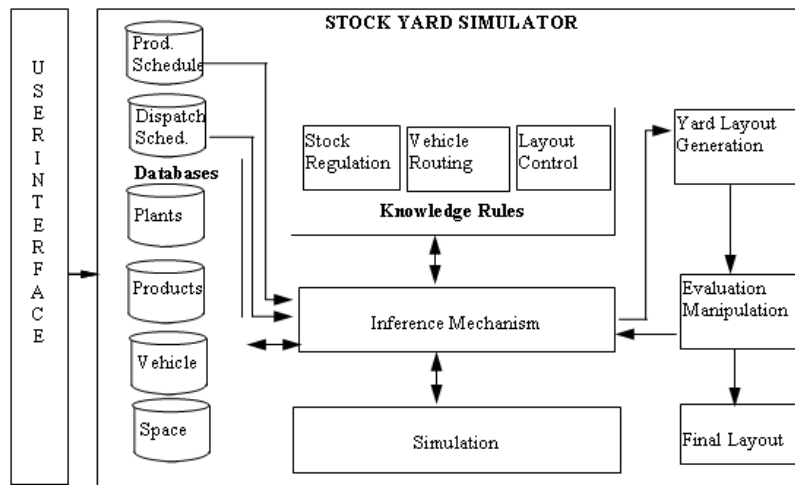 USERINTERFACE
STOCK YARD SIMULATOR
Prod.
Schedule
Dispatch
Sched.
Databases
Plants
Products
Vehicle
Space
Stock
Regulation
Vehicle
Routing
Layout
Control
Knowledge Rules
Inference Mechanism
Simulation
Yard Layout
Generation
Evaluation
Manipulation
Final Layout